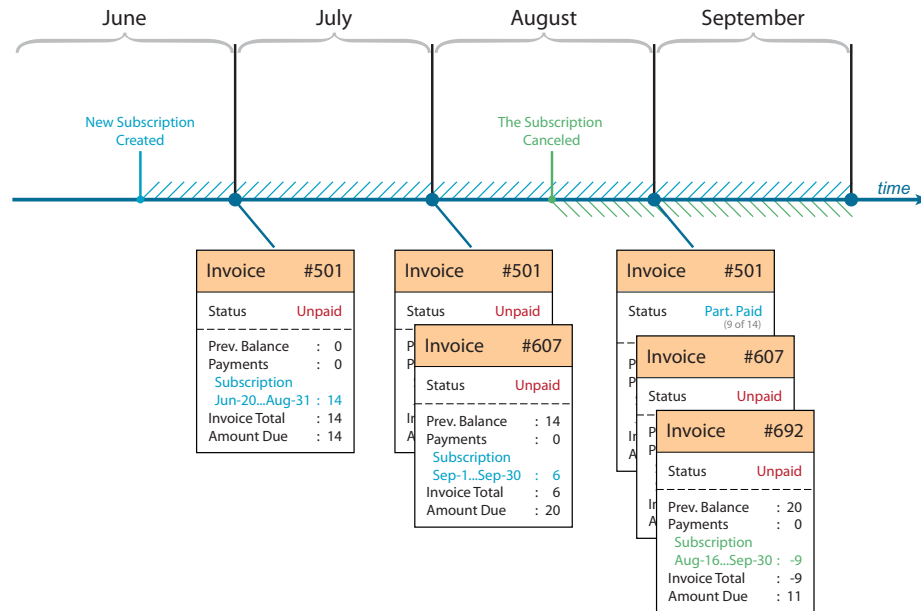 June July August September
New Subscription
Created
The Subscription
Canceled
time
Invoice #501
Status Unpaid
Prev. Balance : 0
Payments : 0
Subscription
Jun-20...Aug-31 : 14
Invoice Total : 14
Amount Due : 14
Invoice #501
Status Unpaid
P
P
In
A
Invoice #607
Status Unpaid
Prev. Balance : 14
Payments : 0
Subscription
Sep-1...Sep-30 : 6
Invoice Total : 6
Amount Due : 20
Invoice #501
Status Part. Paid
(9 of 14)
P
P
In
A
Invoice #607
Status Unpaid
P
P
In
A
Invoice #692
Status Unpaid
Prev. Balance : 20
Payments : 0
Subscription
Aug-16...Sep-30 : -9
Invoice Total : -9
Amount Due : 11